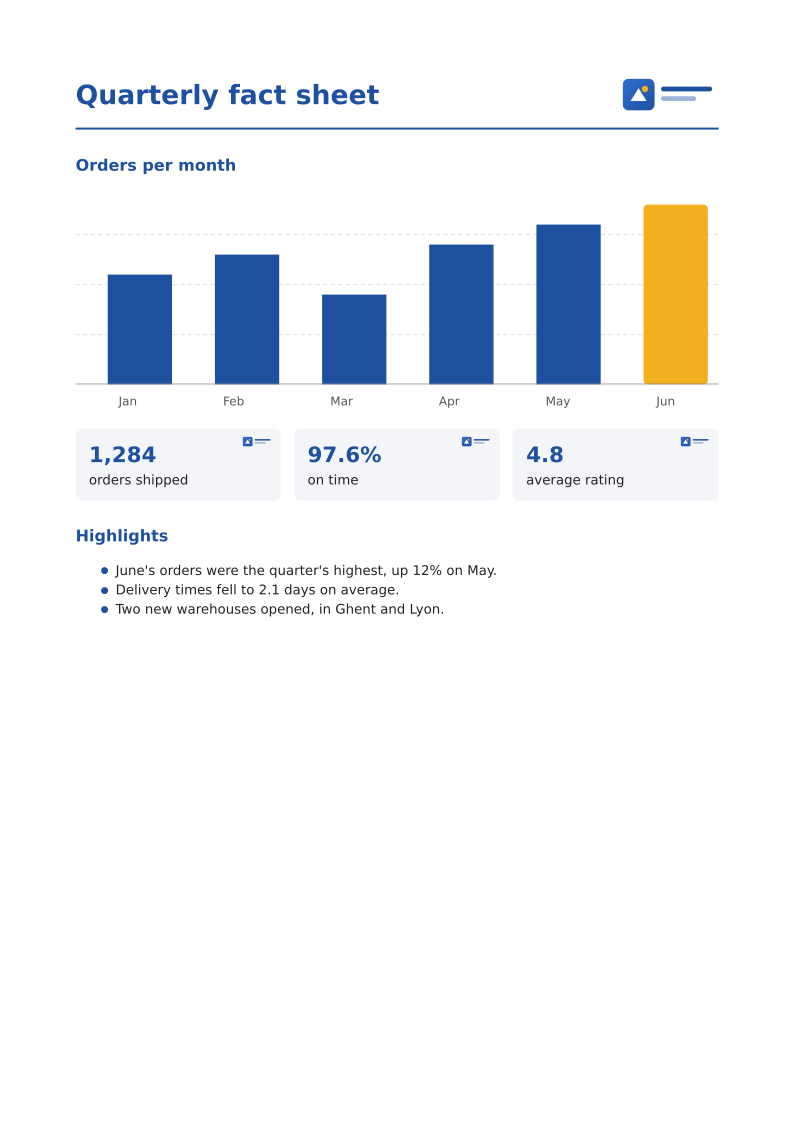 Quarterly fact sheet
Orders per month
Jan Feb Mar Apr May Jun
1,284 97.6% 4.8
orders shipped on time average rating
Highlights
June's orders were the quarter's highest, up 12% on May.
Delivery times fell to 2.1 days on average.
Two new warehouses opened, in Ghent and Lyon.